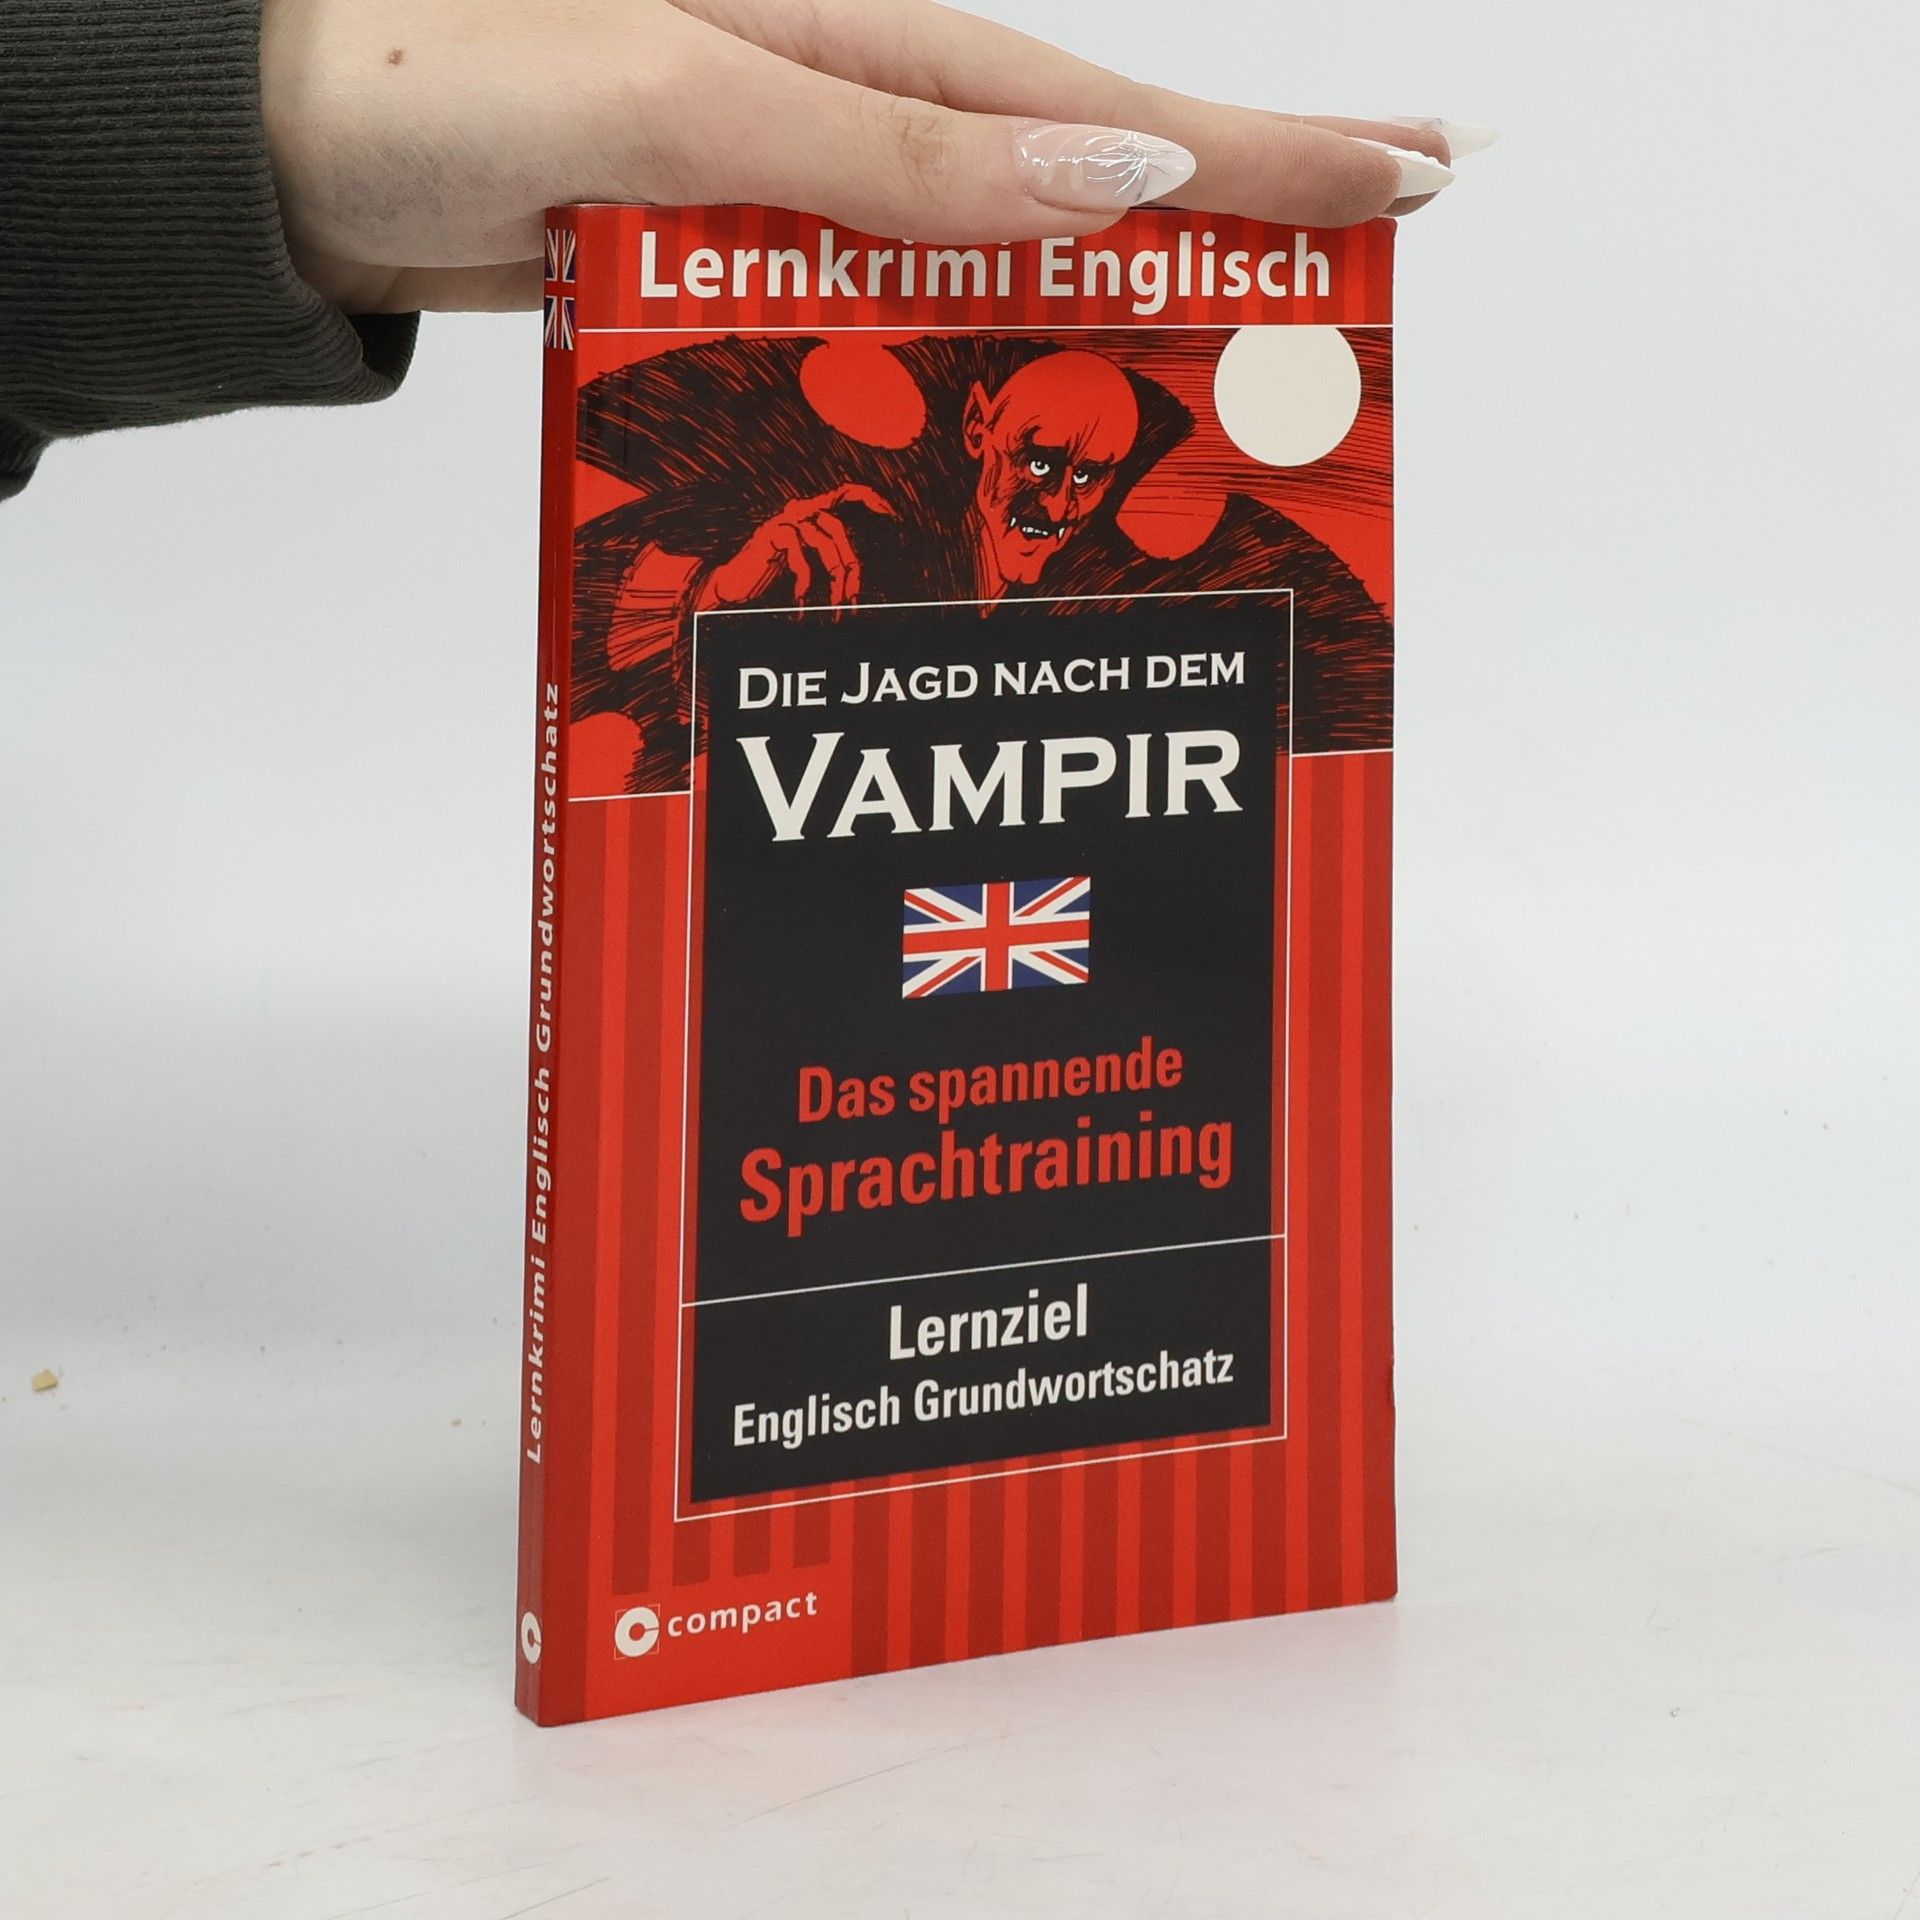 Lernkrimi Englisch
DIE JAGD NACH DEM
VAMPIR
Das spannende
Sprachtraining
Lernziel
Englisch Grundwortschatz
compact
Lernkrimi Englisch Grundwortschatz